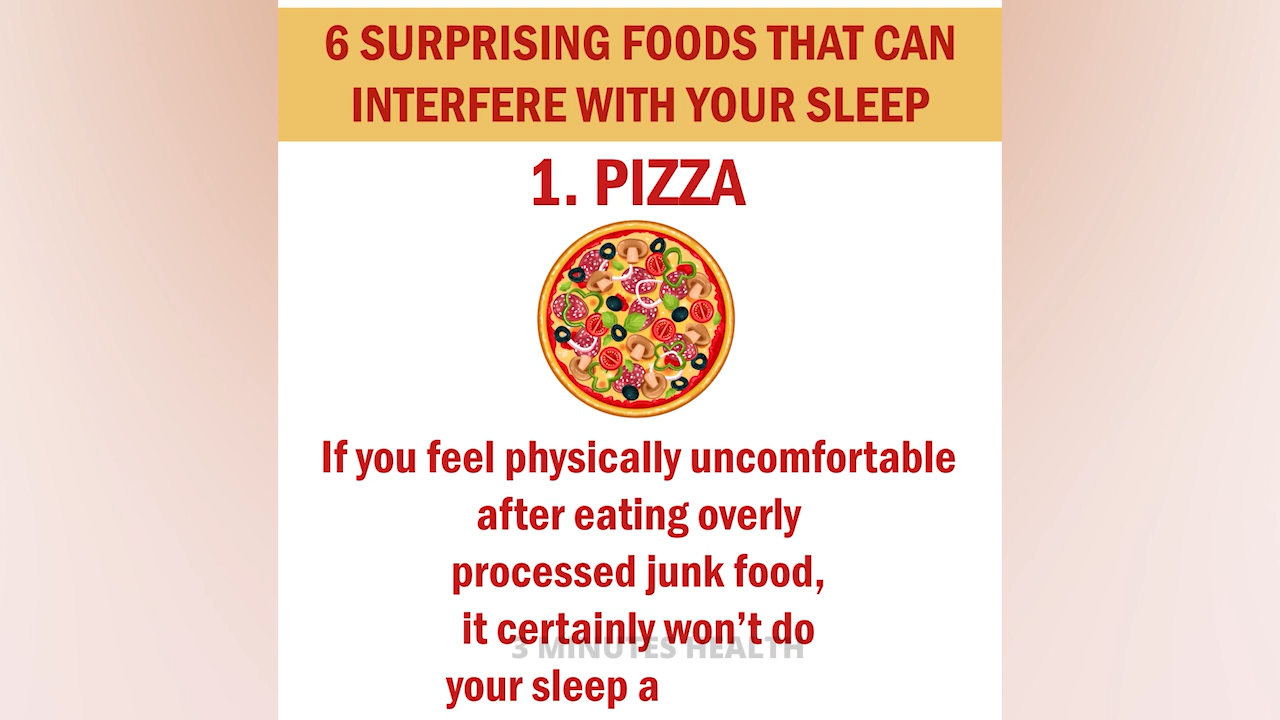 6 SURPRISING FOODS THAT CAN
INTERFERE WITH YOUR SLEEP
1. PIZZA
If you feel physically uncomfortable
after eating overly
processed junk food,
it certainly won’t do
3 MINUTES HEALTH
your sleep a